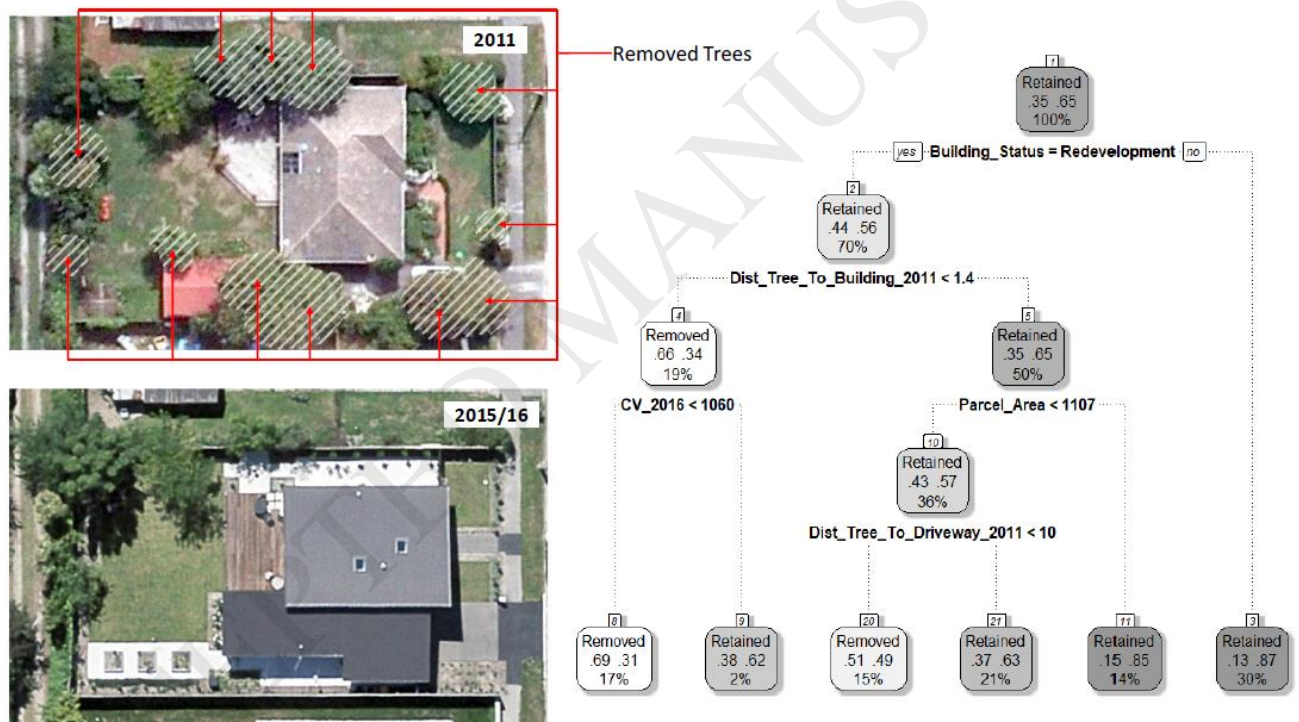 2011
Removed Trees
2015/16
1
Retained
.35 .65
100%
yes Building_Status = Redevelopment no
2
Retained
.44 .56
70%
Dist_Tree_To_Building_2011 < 1.4
4
Removed
.66 .34
19%
5
Retained
.35 .65
50%
CV_2016 < 1060
Parcel_Area < 1107
10
Retained
.43 .57
36%
Dist_Tree_To_Driveway_2011 < 10
8
Removed
.69 .31
17%
9
Retained
.38 .62
2%
20
Removed
.51 .49
15%
21
Retained
.37 .63
21%
11
Retained
.15 .85
14%
3
Retained
.13 .87
30%